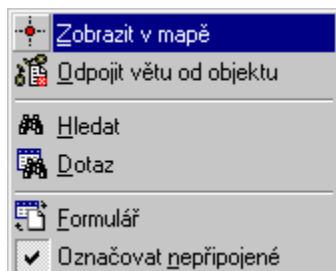 Zobrazit v mapě
Odpojit větu od objektu
Hledat
Dotaz
Formulář
Označovat nepřipojené